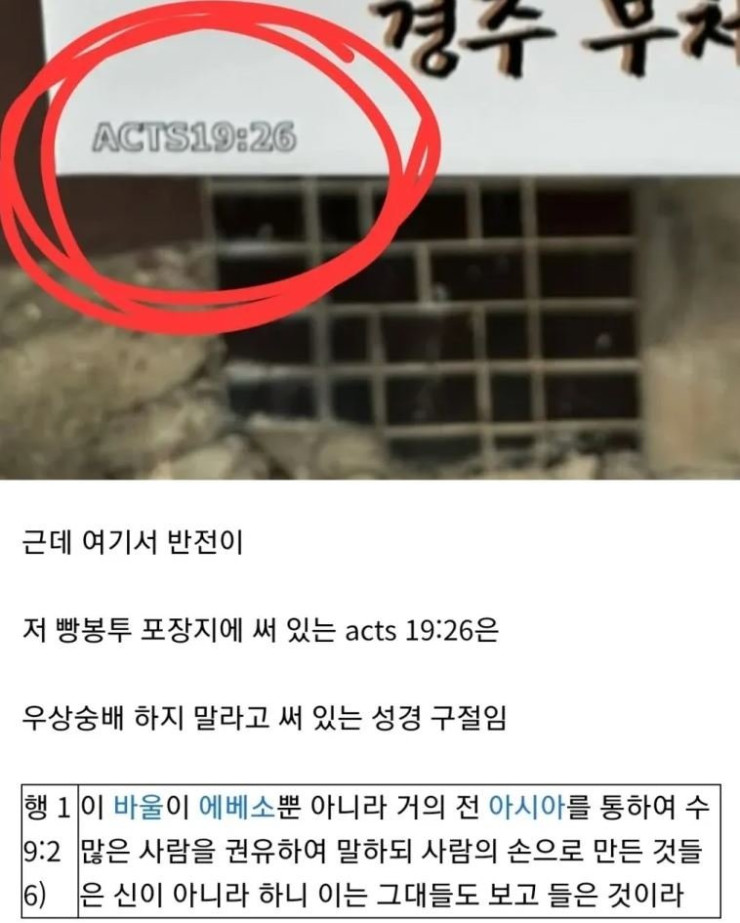 경주 부처
ACTS19:26
근데 여기서 반전이
저 빵봉투 포장지에 써 있는 acts 19:26은
우상숭배 하지 말라고 써 있는 성경 구절임
행 1 이 바울이 에베소뿐 아니라 거의 전 아시아를 통하여 수
9:2 많은 사람을 권유하여 말하되 사람의 손으로 만든 것들
6) 은 신이 아니라 하니 이는 그대들도 보고 들은 것이라